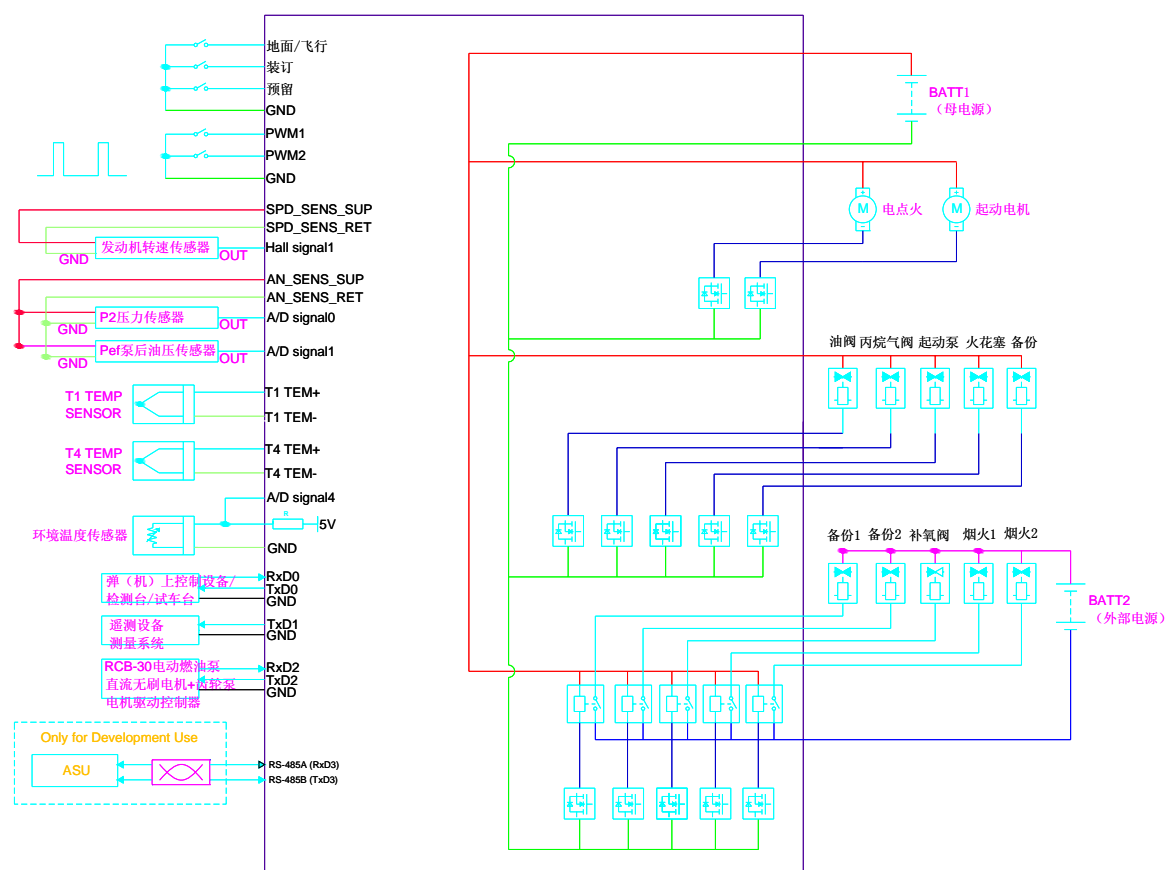 地面/飞行
装订
预留
GND
PWM1
PWM2
GND
SPD_SENS_SUP
SPD_SENS_RET
发动机转速传感器
Hall signal1
GND
OUT
AN_SENS_SUP
AN_SENS_RET
P2压力传感器
A/D signal0
GND
OUT
Pef泵后油压传感器
A/D signal1
GND
OUT
T1 TEMP
SENSOR
T1 TEM+
T1 TEM-
T4 TEMP
SENSOR
T4 TEM+
T4 TEM-
A/D signal4
环境温度传感器
R
5V
GND
弹（机）上控制设备/
检测台/试车台
RxD0
TxD0
GND
遥测设备
测量系统
TxD1
GND
RCB-30电动燃油泵
直流无刷电机+齿轮泵
电机驱动控制器
RxD2
TxD2
GND
Only for Development Use
ASU
RS-485A (RxD3)
RS-485B (TxD3)
BATT1
（母电源）
M
电点火
M
起动电机
油阀 丙烷气阀 起动泵 火花塞 备份
备份1 备份2 补氧阀 烟火1 烟火2
BATT2
（外部电源）